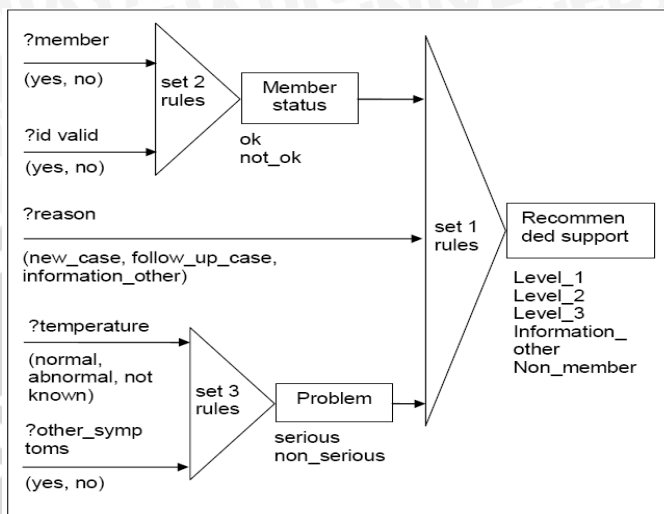 ?member
(yes, no)
set 2
rules
Member
status
ok
not_ok
?id valid
(yes, no)
?reason
(new_case, follow_up_case,
information_other)
set 1
rules
Recommen
ded support
Level_1
Level_2
Level_3
Information_
other
Non_member
?temperature
(normal,
abnormal, not
known)
set 3
rules
Problem
serious
non_serious
?other_symp
toms
(yes, no)